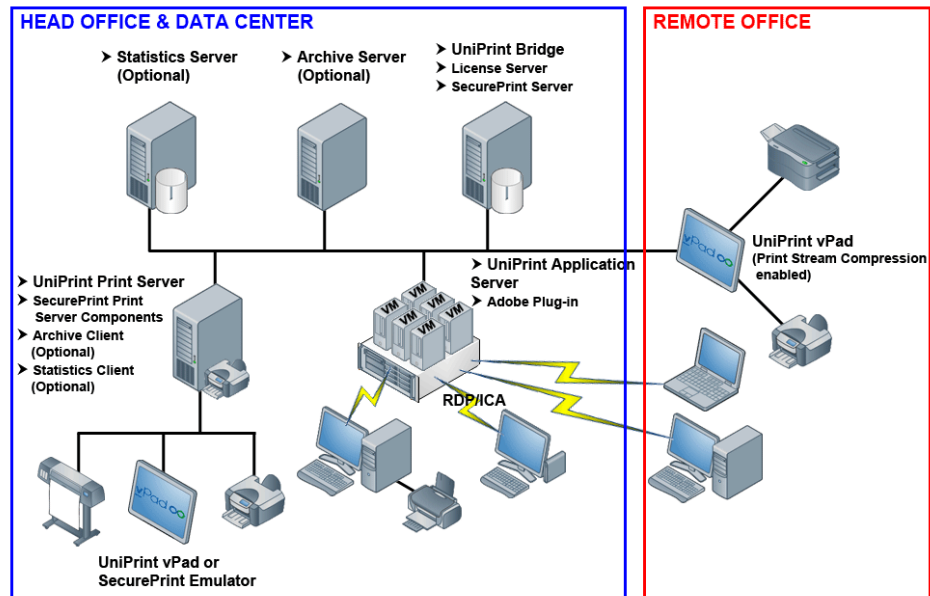 HEAD OFFICE & DATA CENTER
REMOTE OFFICE
➤ Statistics Server
(Optional)
➤ Archive Server
(Optional)
➤ UniPrint Bridge
➤ License Server
➤ SecurePrint Server
vPad
UniPrint vPad
(Print Stream Compression
enabled)
➤ UniPrint Print Server
➤ SecurePrint Print
Server Components
➤ Archive Client
(Optional)
➤ Statistics Client
(Optional)
➤ UniPrint Application
Server
➤ Adobe Plug-in
VM
VM
VM
VM
VM
VM
RDP/ICA
vPad
UniPrint vPad or
SecurePrint Emulator